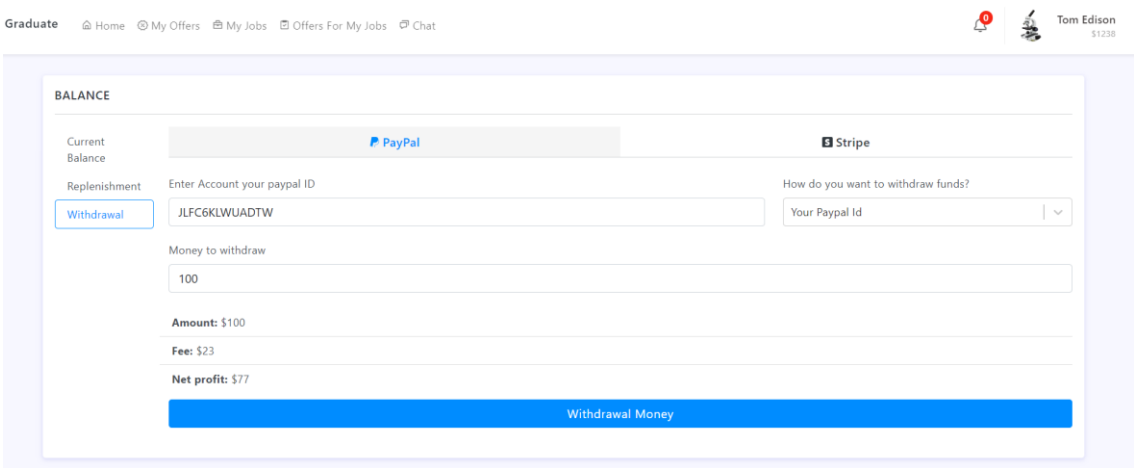 Graduate Home My Offers My Jobs Offers For My Jobs Chat 0 Tom Edison
$1238
BALANCE
Current
Balance
Replenishment
Withdrawal
PayPal Stripe
Enter Account your paypal ID How do you want to withdraw funds?
JLFC6KLWUADTW Your Paypal Id
Money to withdraw
100
Amount: $100
Fee: $23
Net profit: $77
Withdrawal Money